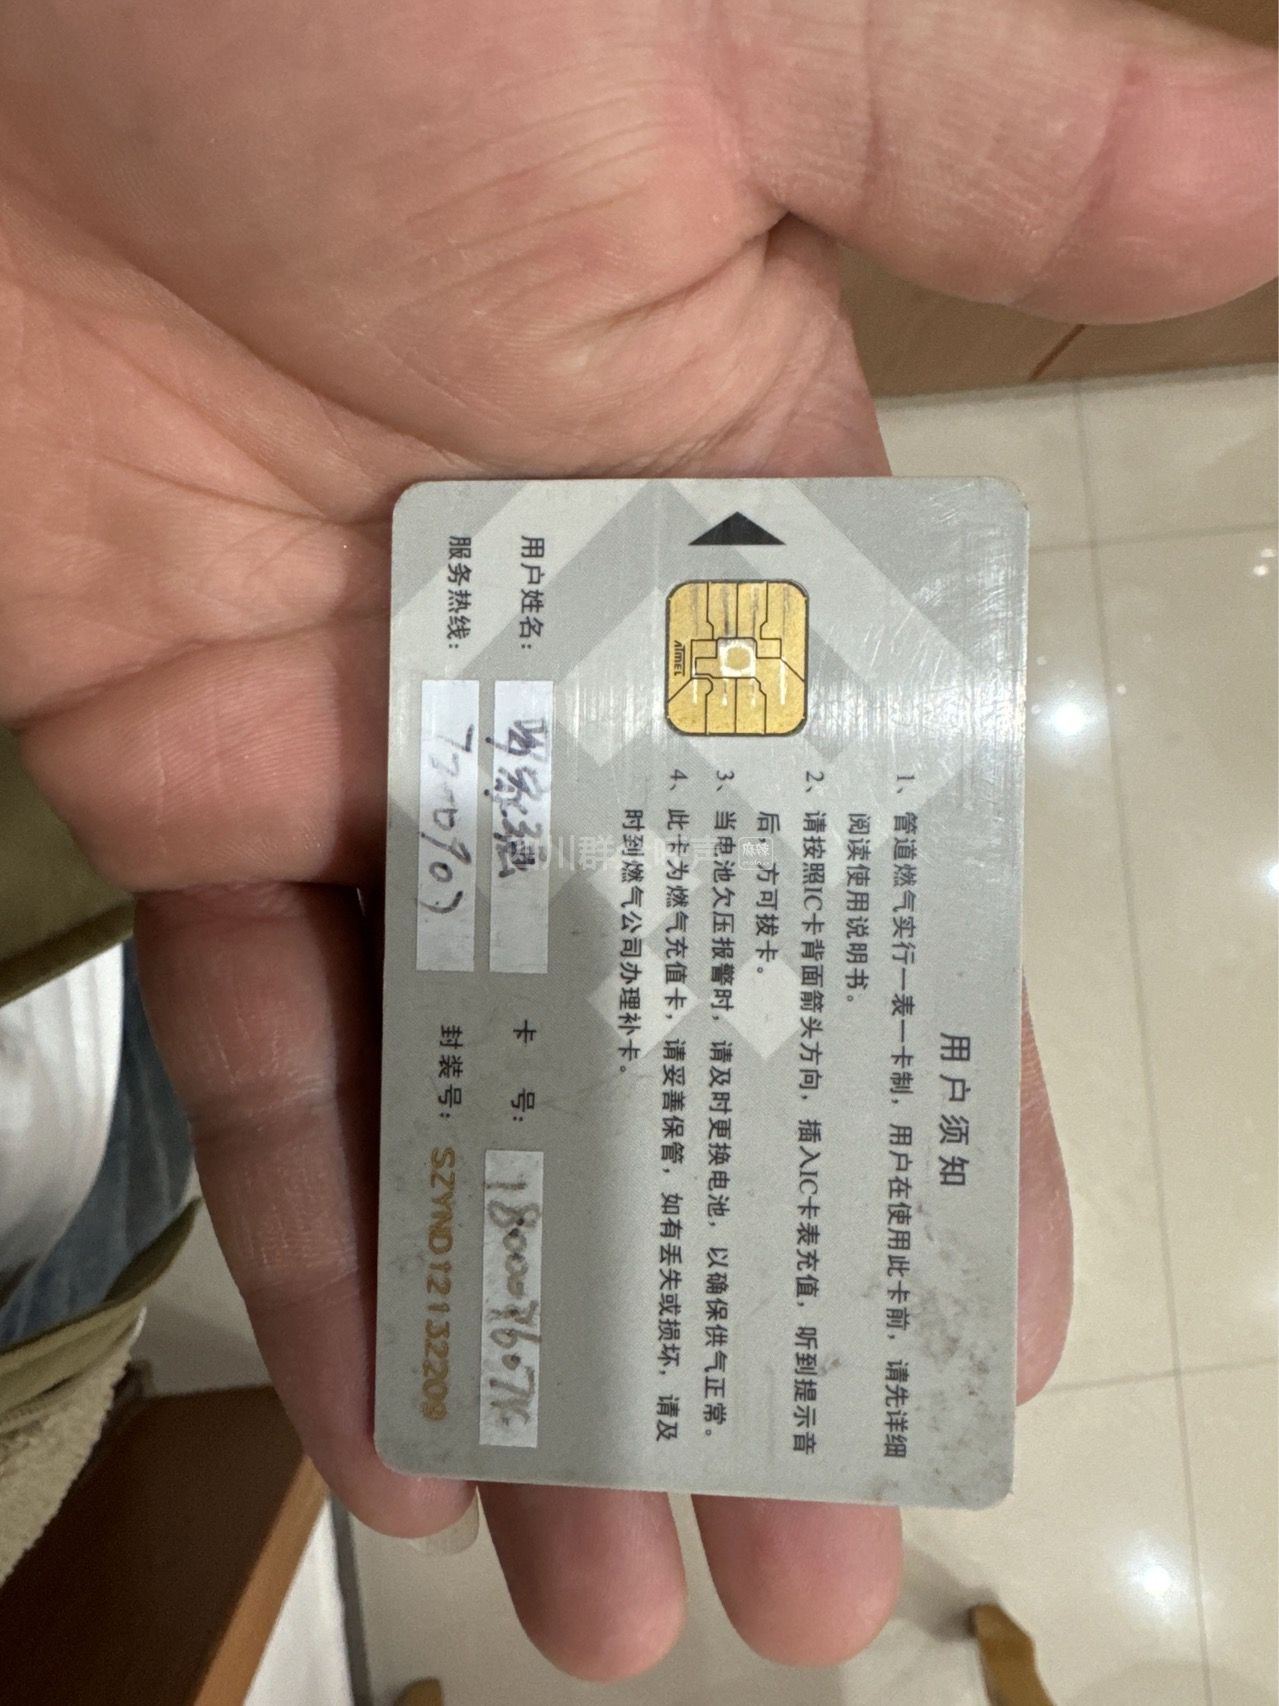 用户须知
1、管道燃气实行一表一卡制，用户在使用此卡前，请先详细
阅读使用说明书。
2、请按照IC卡背面箭头方向，插入IC卡表充值，听到提示音
后，方可拔卡。
3、当电池欠压报警时，请及时更换电池，以确保供气正常。
4、此卡为燃气充值卡，请妥善保管，如有丢失或损坏，请及
时到燃气公司办理补卡。
ATMEL
用户姓名：
卡 号：
服务热线：
封装号：SZYND12132209